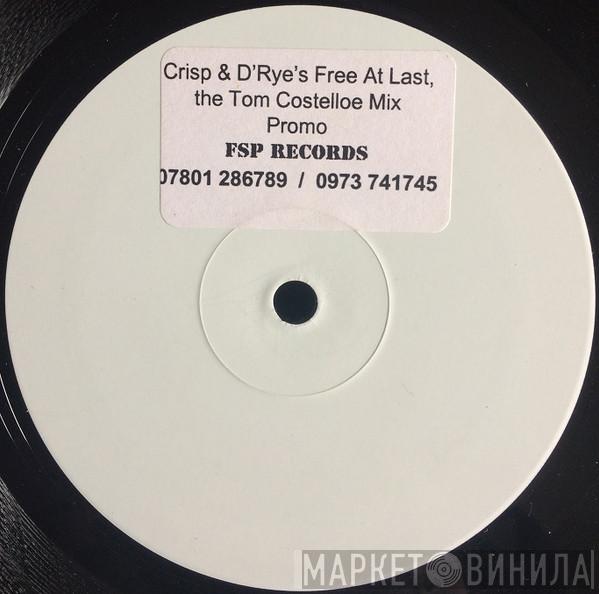 Crisp & D'Rye's Free At Last,
the Tom Costelloe Mix
Promo
FSP RECORDS
07801 286789 / 0973 741745
МАРКЕТ ВИНИЛА